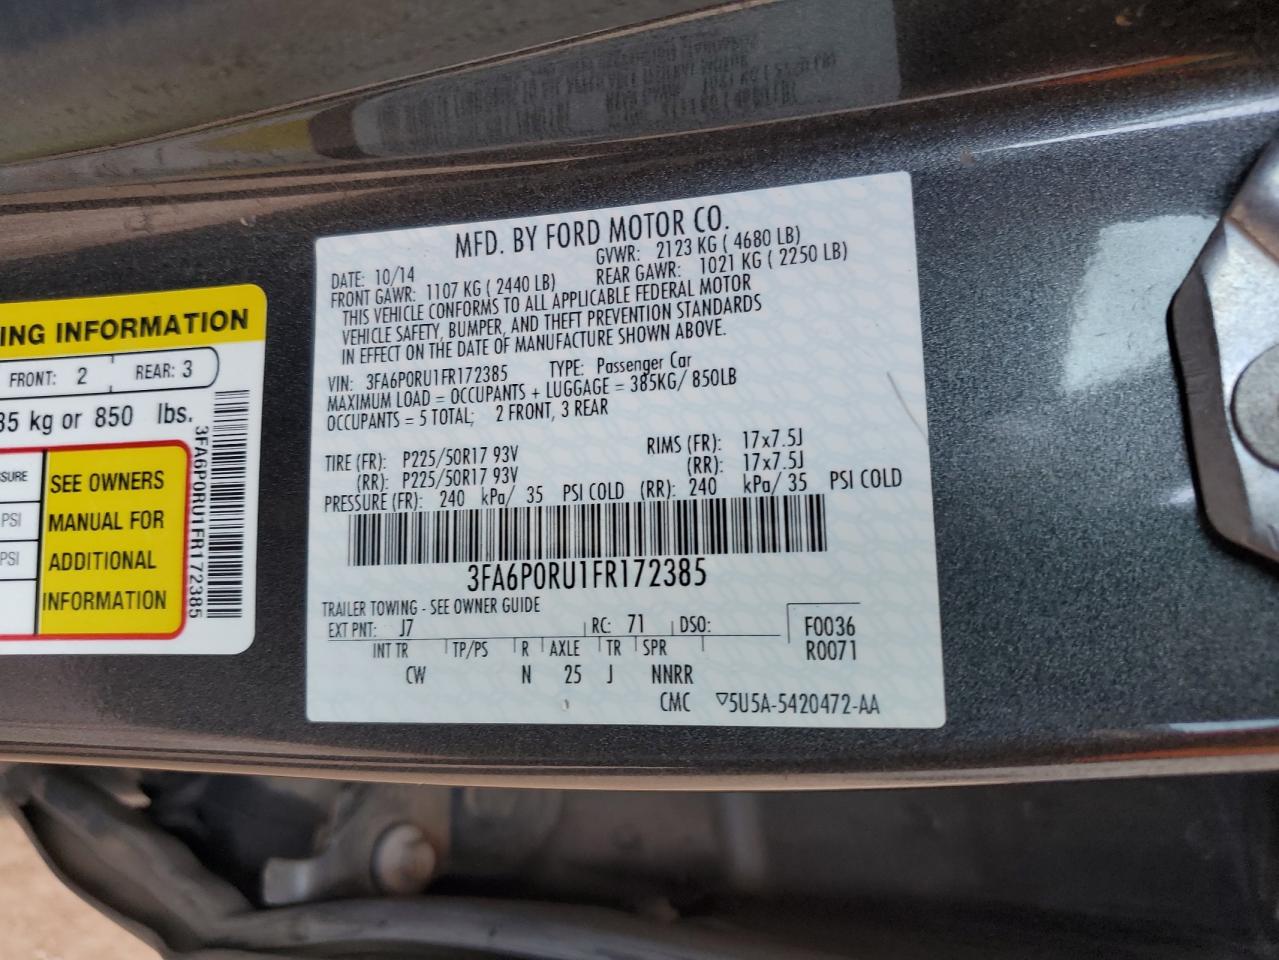 MFD. BY FORD MOTOR CO.
DATE: 10/14 GVWR: 2123 KG ( 4680 LB)
FRONT GAWR: 1107 KG ( 2440 LB) REAR GAWR: 1021 KG ( 2250 LB)
THIS VEHICLE CONFORMS TO ALL APPLICABLE FEDERAL MOTOR
VEHICLE SAFETY, BUMPER, AND THEFT PREVENTION STANDARDS
IN EFFECT ON THE DATE OF MANUFACTURE SHOWN ABOVE.
VIN: 3FA6P0RU1FR172385 TYPE: Passenger Car
MAXIMUM LOAD = OCCUPANTS + LUGGAGE = 385KG/ 850LB
OCCUPANTS = 5 TOTAL; 2 FRONT, 3 REAR
TIRE (FR): P225/50R17 93V RIMS (FR): 17x7.5J
(RR): P225/50R17 93V (RR): 17x7.5J
PRESSURE (FR): 240 kPa/ 35 PSI COLD (RR): 240 kPa/ 35 PSI COLD
3FA6P0RU1FR172385
TRAILER TOWING - SEE OWNER GUIDE
EXT PNT: J7 RC: 71 DSO: F0036
INT TR TP/PS R AXLE TR SPR R0071
CW N 25 J NNRR
CMC ▽5U5A-5420472-AA
ING INFORMATION
FRONT: 2 REAR: 3
85 kg or 850 lbs.
SURE
PSI
PSI
SEE OWNERS
MANUAL FOR
ADDITIONAL
INFORMATION
3FA6P0RU1FR172385